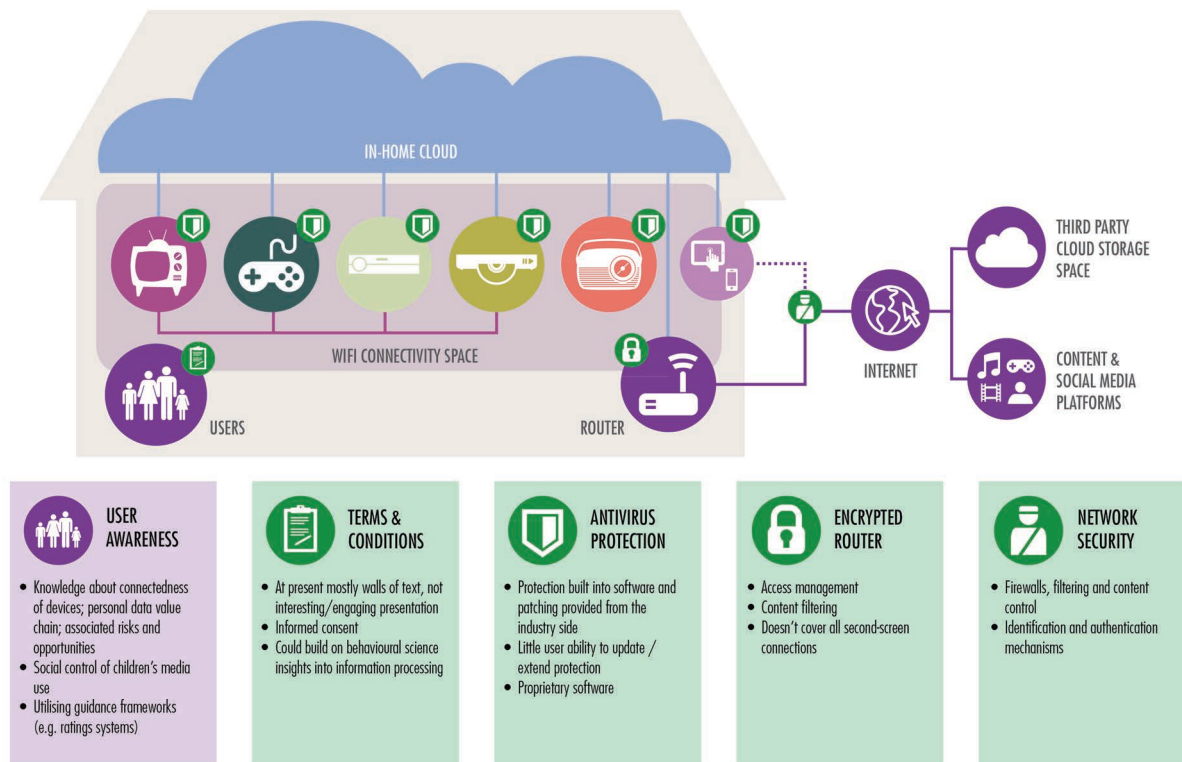 IN-HOME CLOUD
THIRD PARTY
CLOUD STORAGE
SPACE
WIFI CONNECTIVITY SPACE
INTERNET
CONTENT &
SOCIAL MEDIA
PLATFORMS
USERS
ROUTER
USER
AWARENESS
• Knowledge about connectedness
of devices; personal data value
chain; associated risks and
opportunities
• Social control of children's media
use
• Utilising guidance frameworks
(e.g. ratings systems)
TERMS &
CONDITIONS
• At present mostly walls of text, not
interesting/engaging presentation
• Informed consent
• Could build on behavioural science
insights into information processing
ANTIVIRUS
PROTECTION
• Protection built into software and
patching provided from the
industry side
• Little user ability to update /
extend protection
• Proprietary software
ENCRYPTED
ROUTER
• Access management
• Content filtering
• Doesn't cover all second-screen
connections
NETWORK
SECURITY
• Firewalls, filtering and content
control
• Identification and authentication
mechanisms